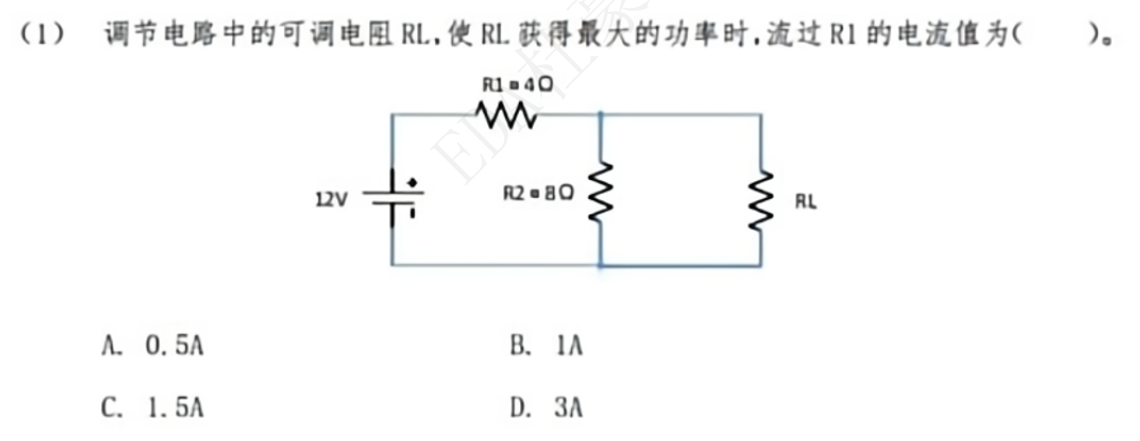 (1) 调节电路中的可调电阻 RL,使 RL 获得最大的功率时,流过 R1 的电流值为( )。
R1=4Ω
12V
R2=8Ω
RL
A. 0.5A B. 1A
C. 1.5A D. 3A